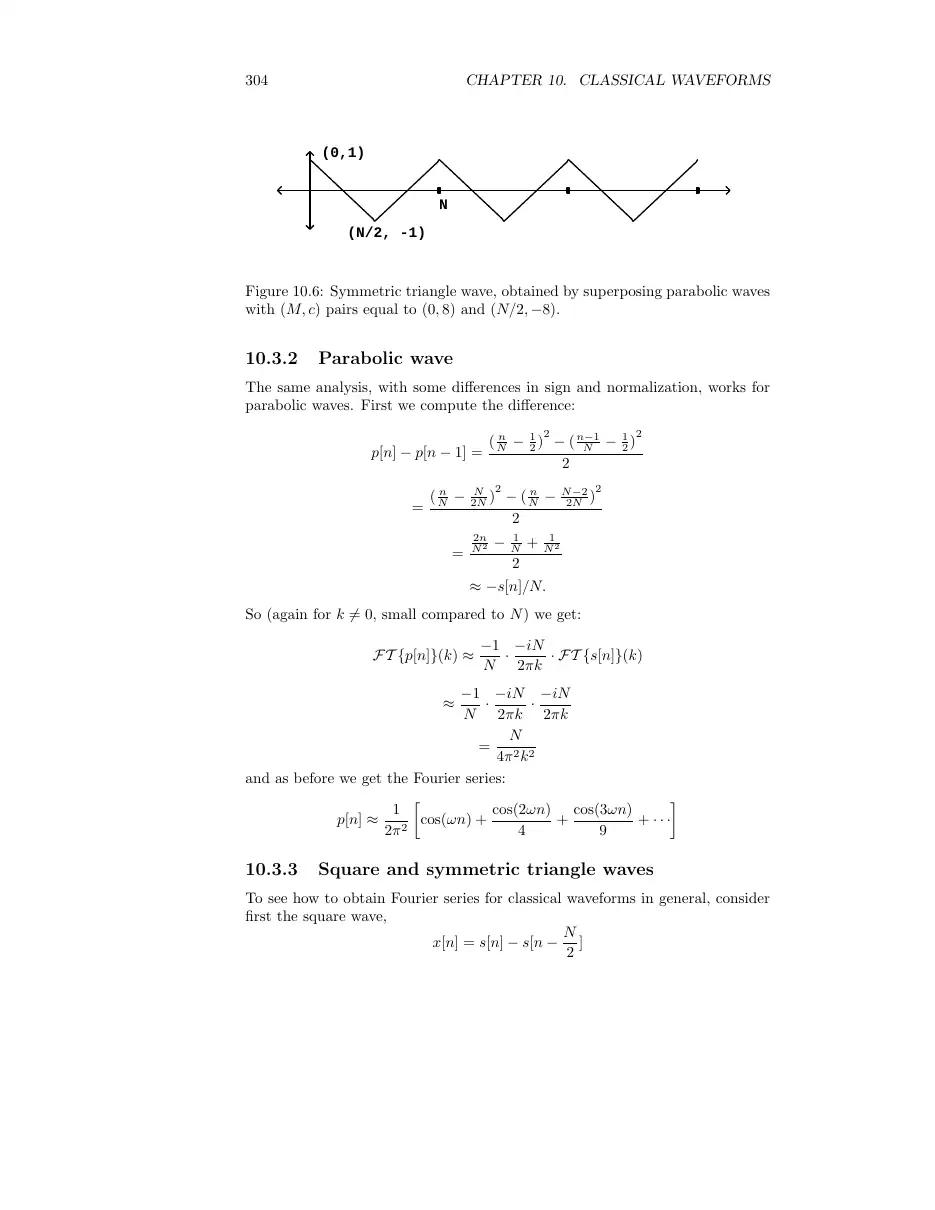 304 CHAPTER 10. CLASSICAL WAVEFORMS
(0,1)
N
(N/2, -1)
Figure 10.6: Symmetric triangle wave, obtained by superposing parabolic waves
with (M, c) pairs equal to (0, 8) and (N/2, −8).
10.3.2 Parabolic wave
The same analysis, with some differences in sign and normalization, works for
parabolic waves. First we compute the difference:
p[n] − p[n − 1] = ((n/N − 1/2)² − ((n−1)/N − 1/2)²)/2
= ((n/N − N/2N)² − (n/N − (N−2)/2N)²)/2
= (2n/N² − 1/N + 1/N²)/2
≈ −s[n]/N.
So (again for k ≠ 0, small compared to N) we get:
FT{p[n]}(k) ≈ −1/N · −iN/2πk · FT{s[n]}(k)
≈ −1/N · −iN/2πk · −iN/2πk
= N/4π²k²
and as before we get the Fourier series:
p[n] ≈ 1/2π² [cos(ωn) + cos(2ωn)/4 + cos(3ωn)/9 + · · ·]
10.3.3 Square and symmetric triangle waves
To see how to obtain Fourier series for classical waveforms in general, consider
first the square wave,
x[n] = s[n] − s[n − N/2]